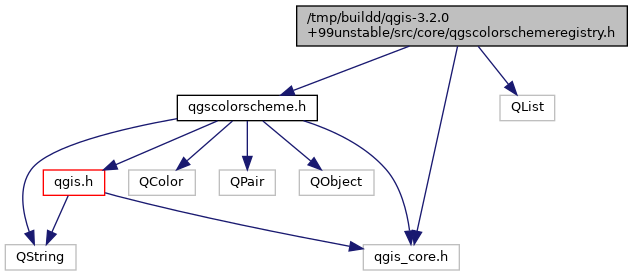 /tmp/buildd/qgis-3.2.0
+99unstable/src/core/qgscolorschemeregistry.h
qgscolorscheme.h
QList
qgis.h
QColor
QPair
QObject
QString
qgis_core.h